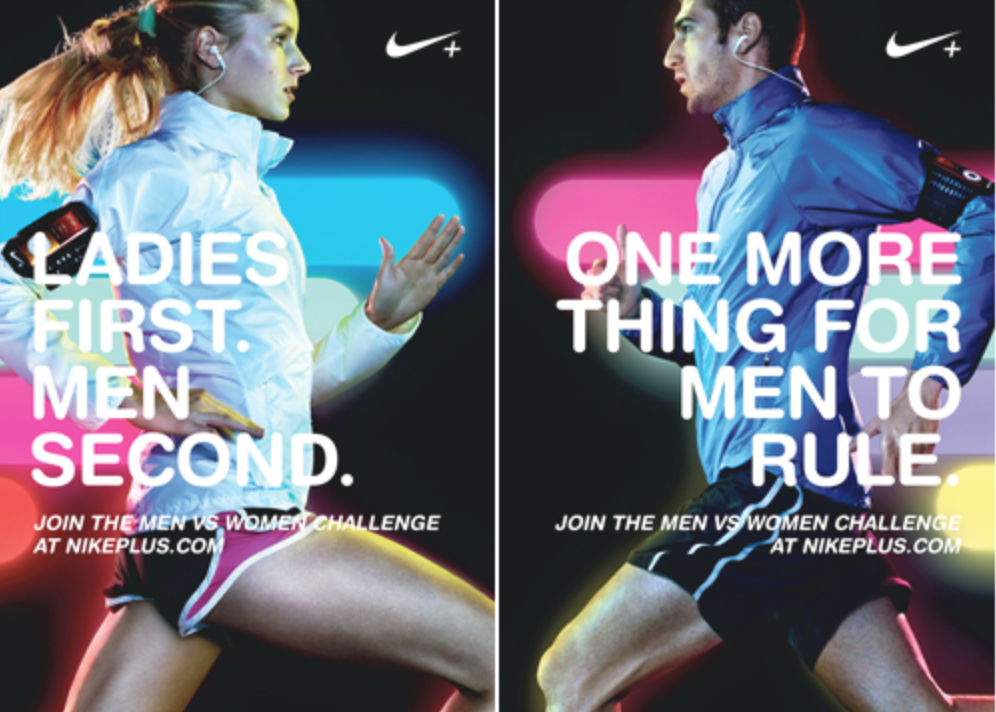 +
LADIES
FIRST.
MEN
SECOND.
JOIN THE MEN VS WOMEN CHALLENGE
AT NIKEPLUS.COM
+
ONE MORE
THING FOR
MEN TO
RULE.
JOIN THE MEN VS WOMEN CHALLENGE
AT NIKEPLUS.COM